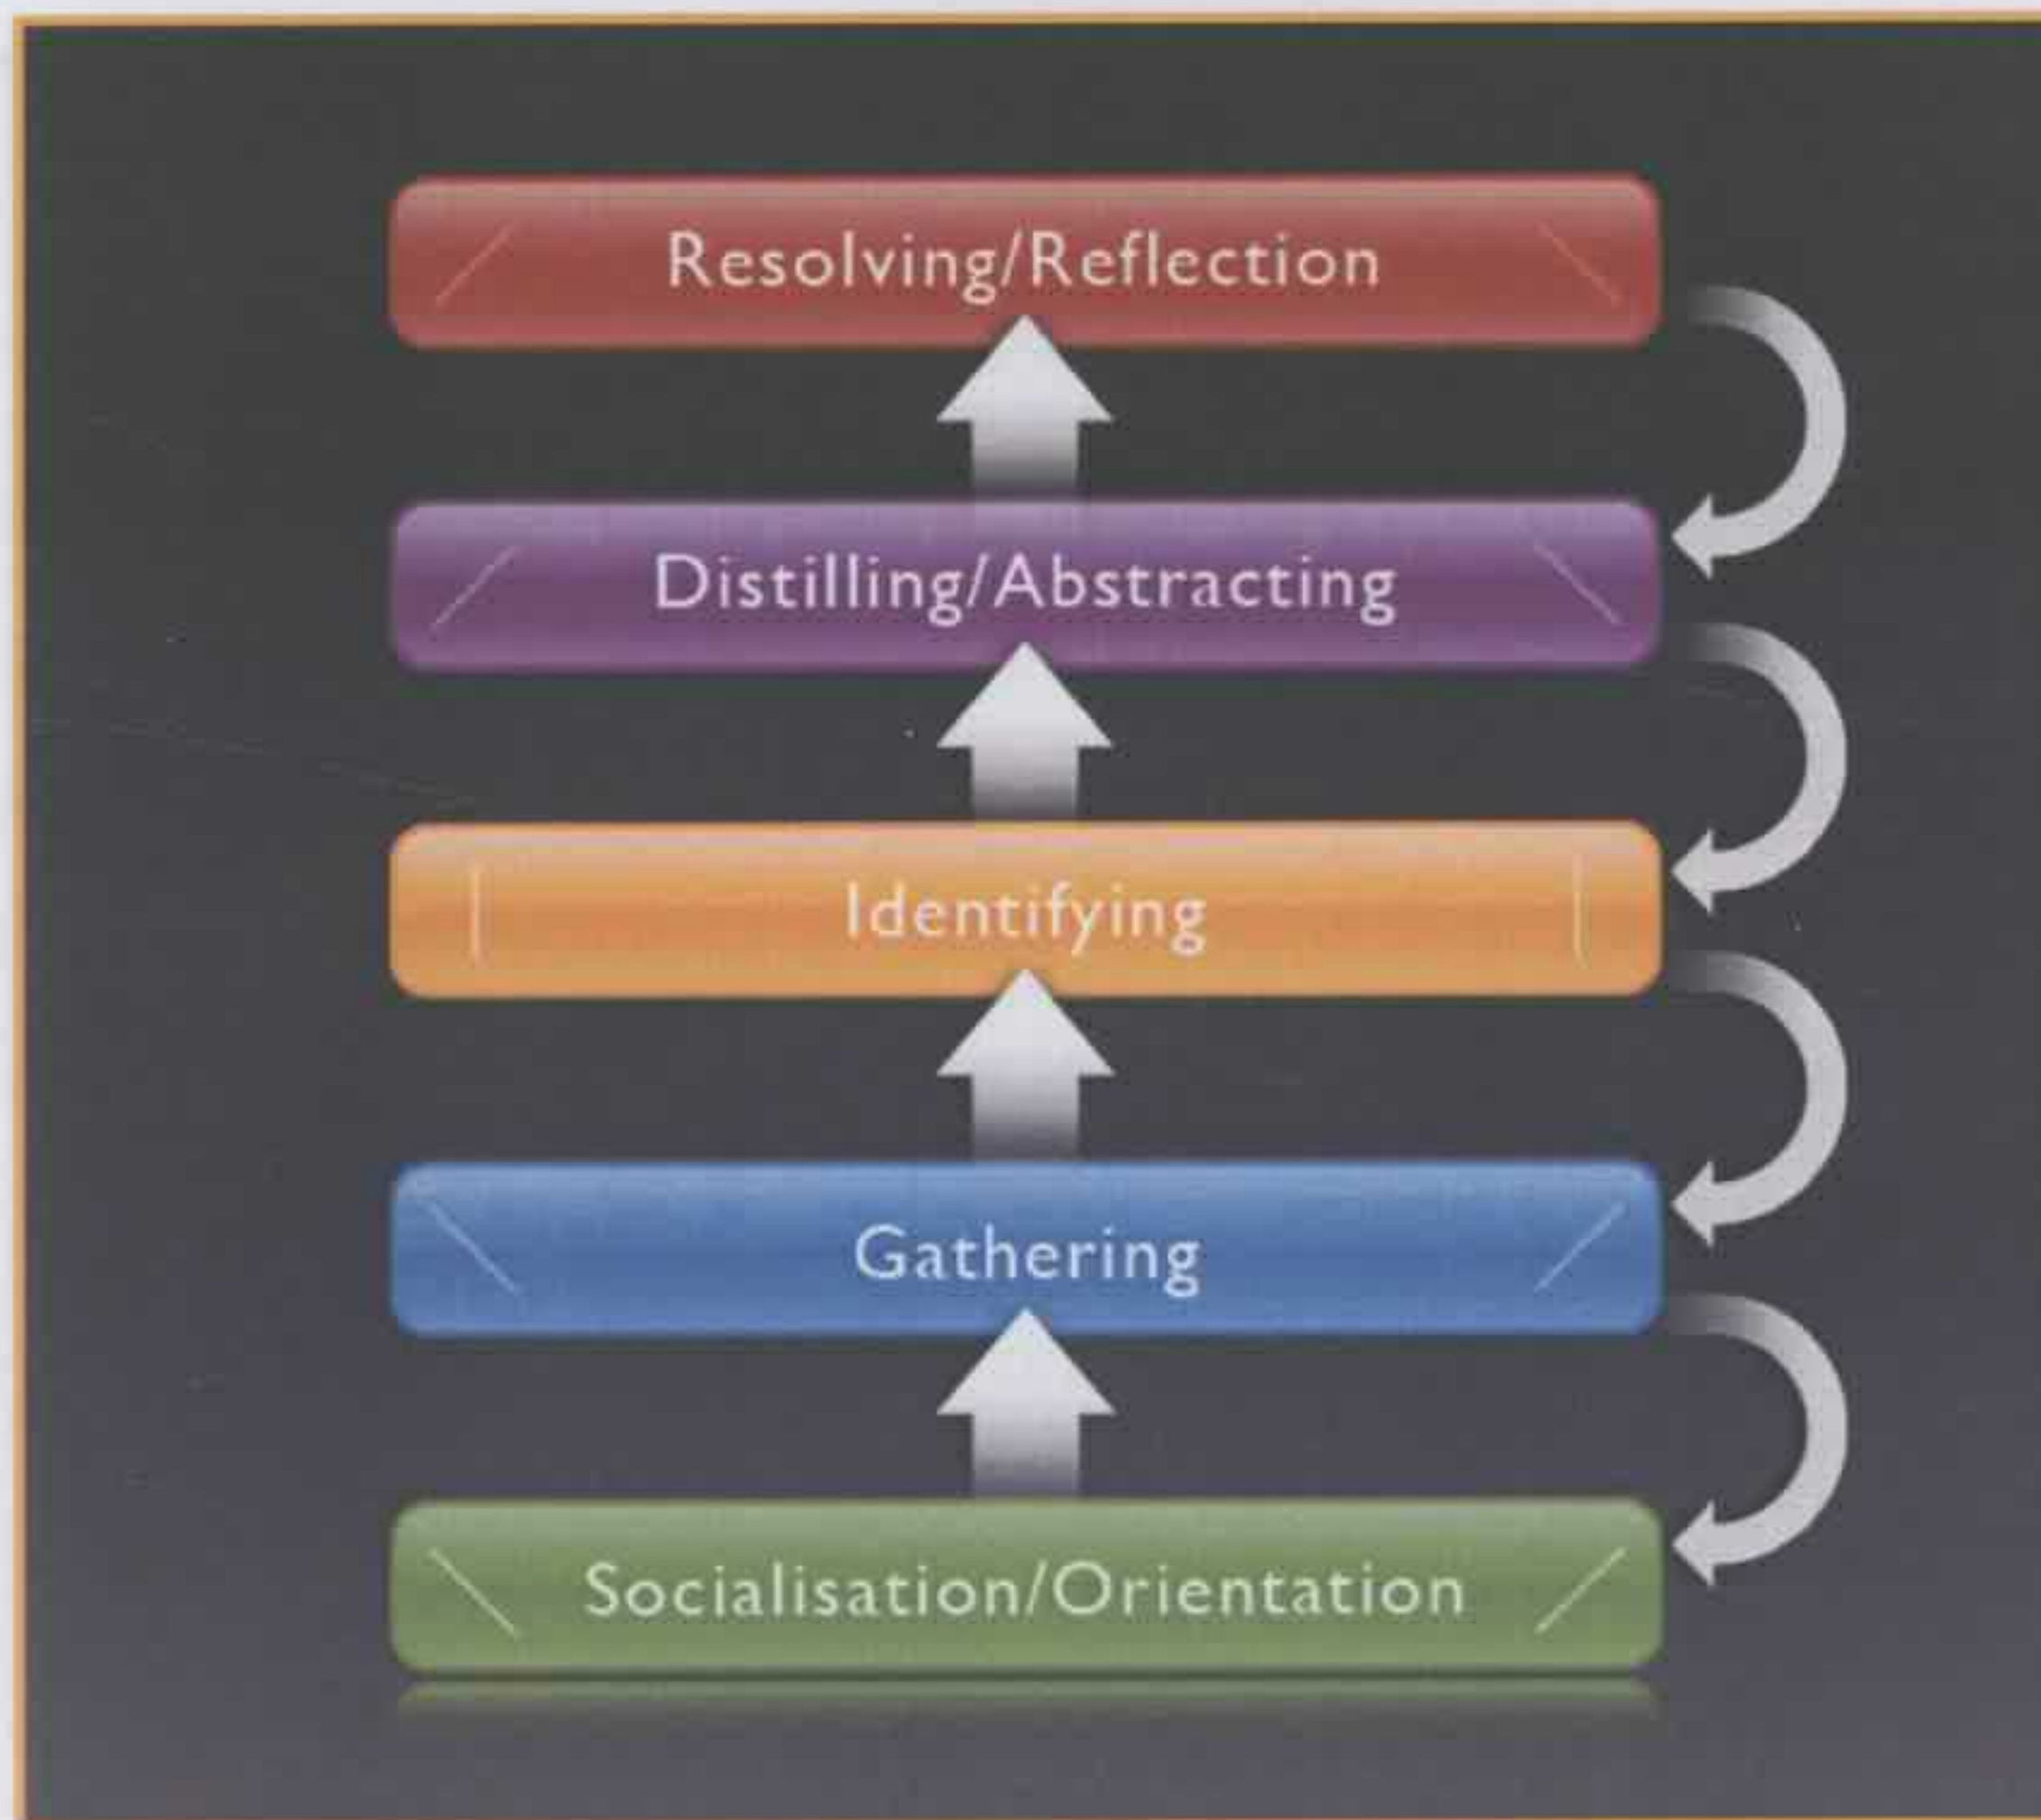 Resolving/Reflection
Distilling/Abstracting
Identifying
Gathering
Socialisation/Orientation